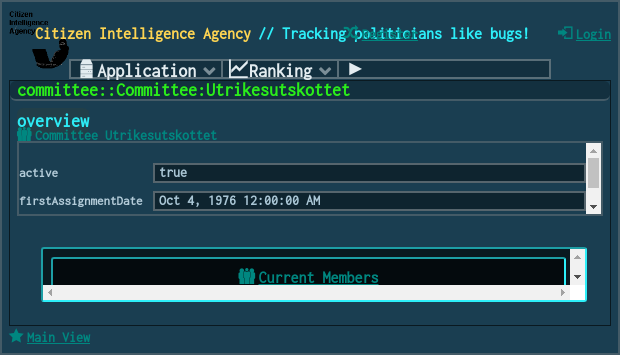 Citizen
Intelligence
Agency
Citizen Intelligence Agency // Tracking politicians like bugs!
Login
Application
Ranking
committee::Committee:Utrikesutskottet
overview
Committee Utrikesutskottet
active
true
firstAssignmentDate
Oct 4, 1976 12:00:00 AM
Current Members
Main View